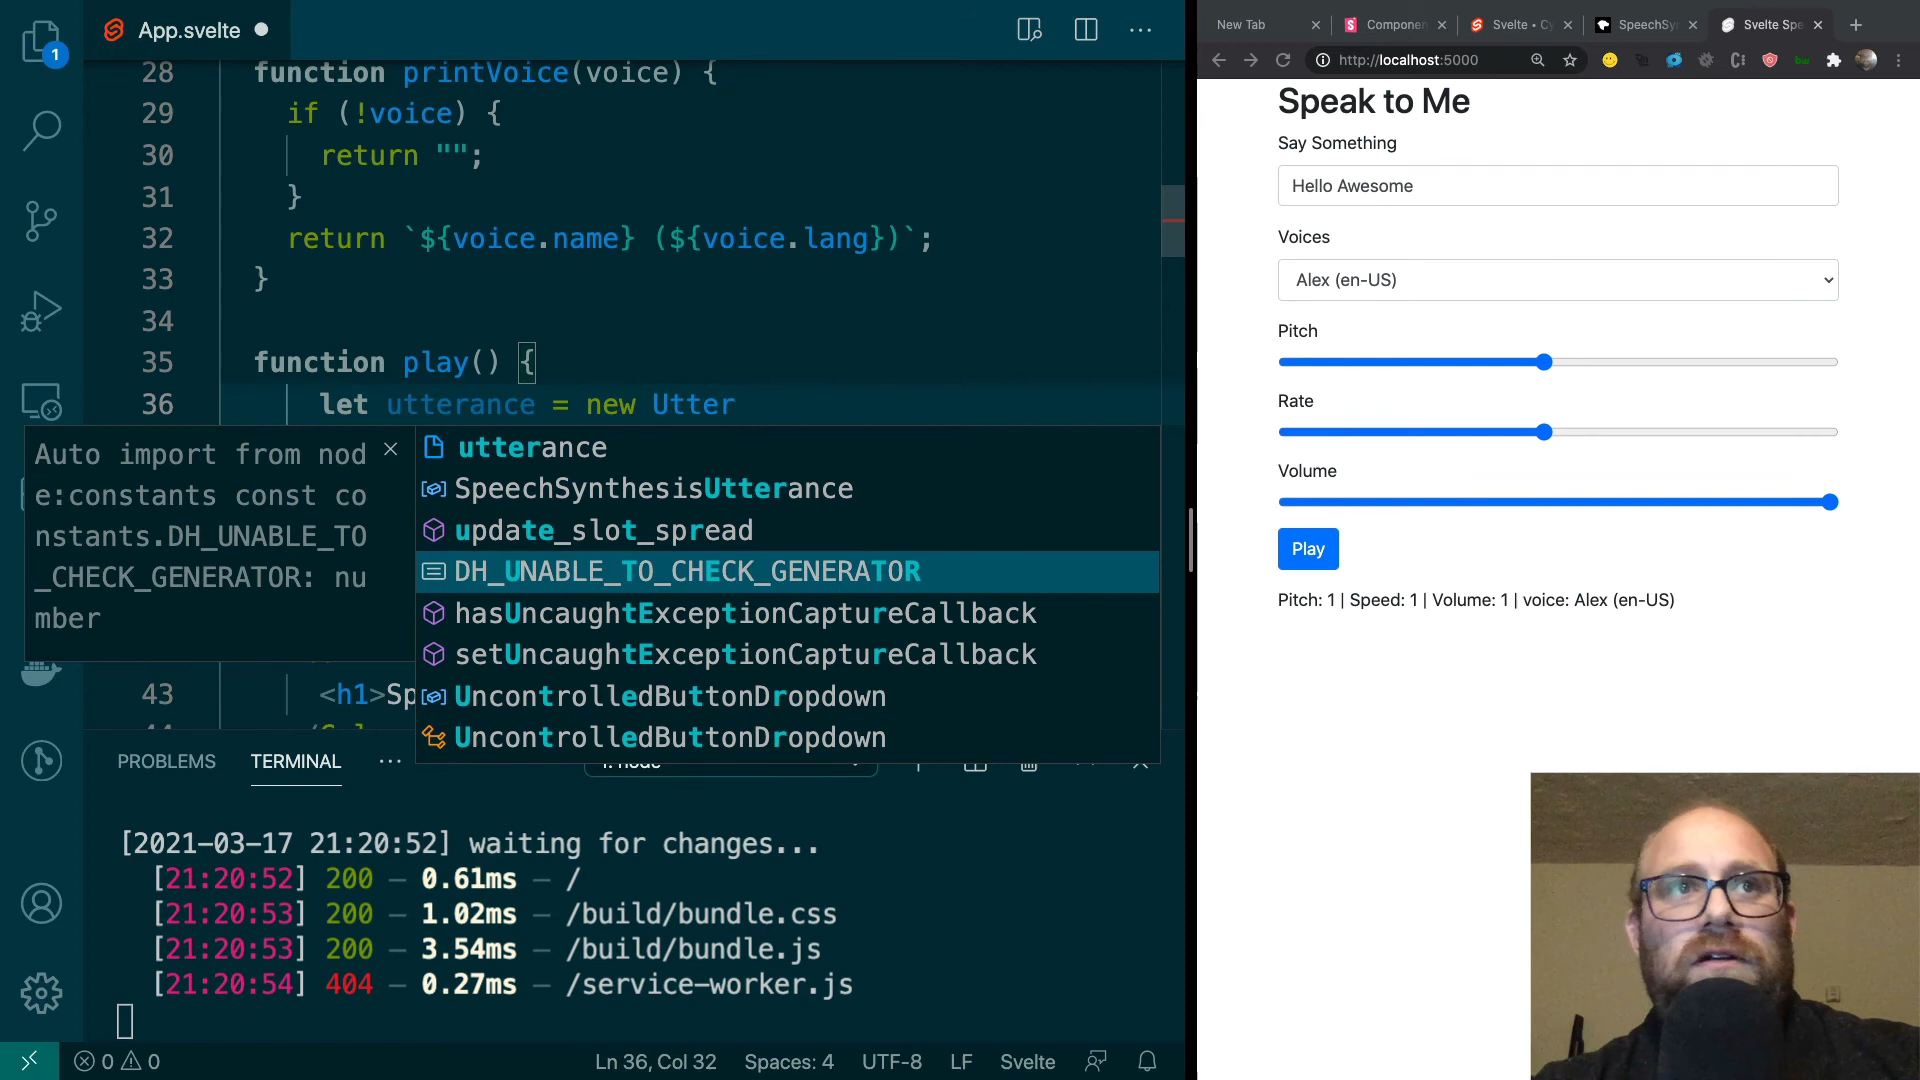 1
App.svelte
28 function printVoice(voice) {
29 if (!voice) {
30 return "";
31 }
32 return `${voice.name} (${voice.lang})`;
33 }
34
35 function play() {
36 let utterance = new Utter
Auto import from nod
e:constants const co
nstants.DH_UNABLE_TO
_CHECK_GENERATOR: nu
mber
utterance
SpeechSynthesisUtterance
update_slot_spread
DH_UNABLE_TO_CHECK_GENERATOR
hasUncaughtExceptionCaptureCallback
setUncaughtExceptionCaptureCallback
UncontrolledButtonDropdown
UncontrolledButtonDropdown
43 <h1>Sp
PROBLEMS TERMINAL ...
[2021-03-17 21:20:52] waiting for changes...
[21:20:52] 200 — 0.61ms — /
[21:20:53] 200 — 1.02ms — /build/bundle.css
[21:20:53] 200 — 3.54ms — /build/bundle.js
[21:20:54] 404 — 0.27ms — /service-worker.js
0 0 Ln 36, Col 32 Spaces: 4 UTF-8 LF Svelte
New Tab Componen Svelte • Cy SpeechSy Svelte Spe
http://localhost:5000
Speak to Me
Say Something
Hello Awesome
Voices
Alex (en-US)
Pitch
Rate
Volume
Play
Pitch: 1 | Speed: 1 | Volume: 1 | voice: Alex (en-US)